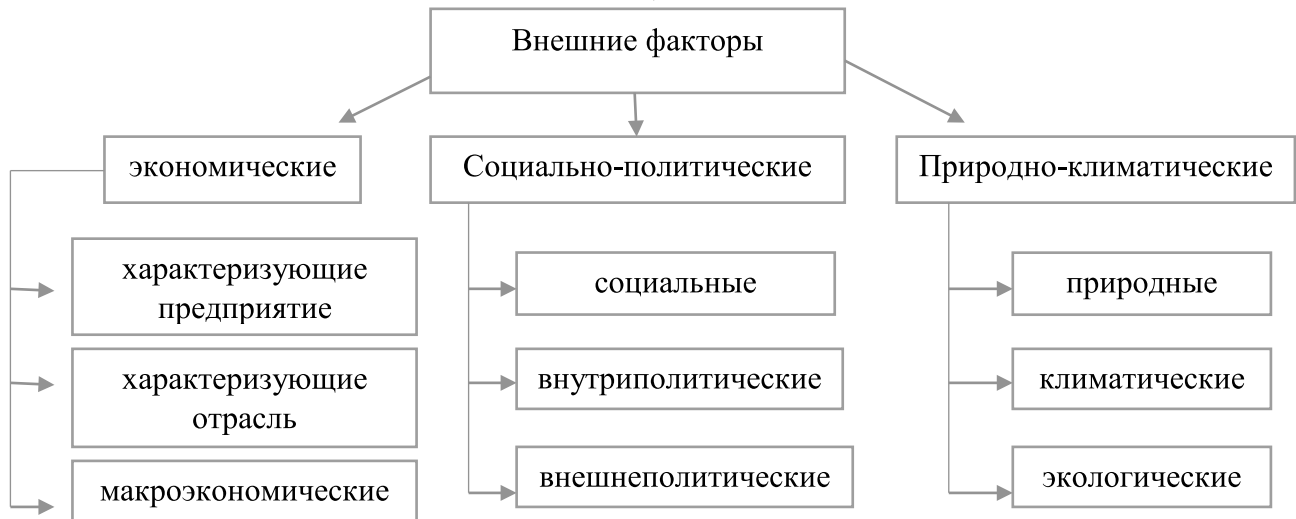 Внешние факторы
экономические
Социально-политические
Природно-климатические
характеризующие
предприятие
социальные
природные
характеризующие
отрасль
внутриполитические
климатические
макроэкономические
внешнеполитические
экологические